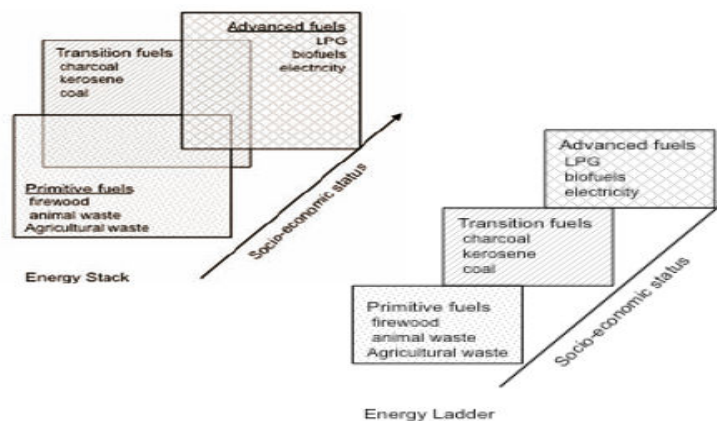 Advanced fuels
LPG
biofuels
electricity
Transition fuels
charcoal
kerosene
coal
Primitive fuels
firewood
animal waste
Agricultural waste
Socio-economic status
Energy Stack
Advanced fuels
LPG
biofuels
electricity
Transition fuels
charcoal
kerosene
coal
Primitive fuels
firewood
animal waste
Agricultural waste
Socio-economic status
Energy Ladder